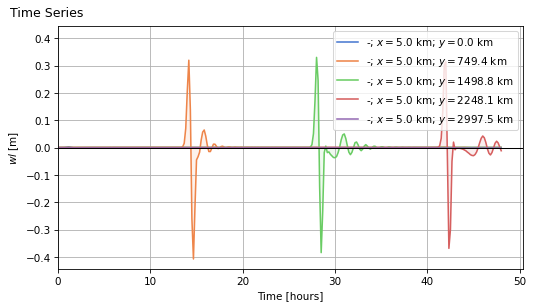 Time Series
wl [m]
0.4
0.3
0.2
0.1
0.0
−0.1
−0.2
−0.3
−0.4
-; x = 5.0 km; y = 0.0 km
-; x = 5.0 km; y = 749.4 km
-; x = 5.0 km; y = 1498.8 km
-; x = 5.0 km; y = 2248.1 km
-; x = 5.0 km; y = 2997.5 km
0 10 20 30 40 50
Time [hours]